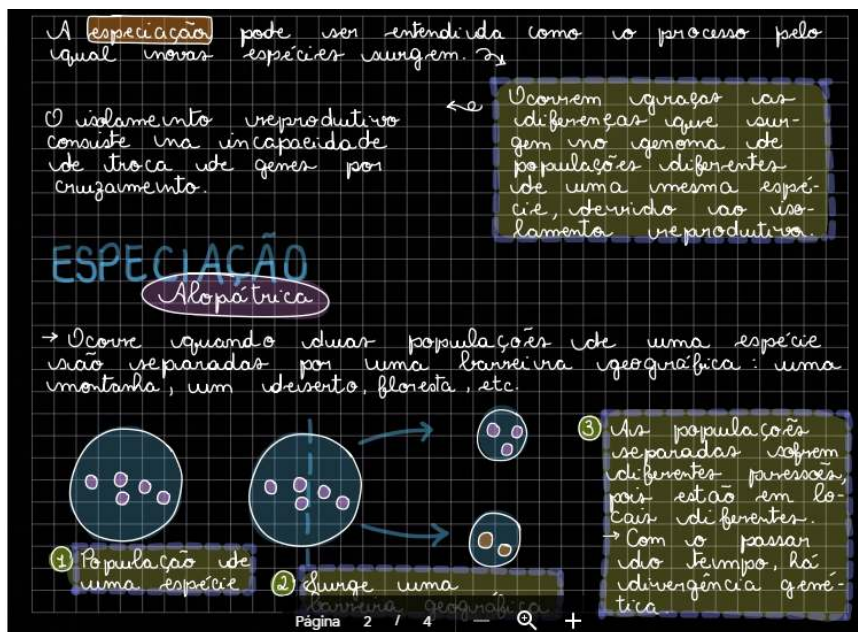 A especiação pode ser entendida como o processo pelo
qual novas espécies surgem.
O isolamento reprodutivo
consiste na incapacidade
de troca de genes por
cruzamento.
Ocorrem graças as
diferenças que sur-
gem no genoma de
populações diferentes
de uma mesma espé-
cie, devido ao iso-
lamento reprodutivo.
ESPECIAÇÃO
Alopátrica
→ Ocorre quando duas populações de uma espécie
são separadas por uma barreira geográfica: uma
montanha, um deserto, floresta, etc.
1 População de
uma espécie
2 Surge uma
barreira geográfica
3 As populações
separadas sofrem
diferentes pressões,
pois estão em lo-
cais diferentes.
→ Com o passar
do tempo, há
divergência gené-
tica.
Página 2 / 4